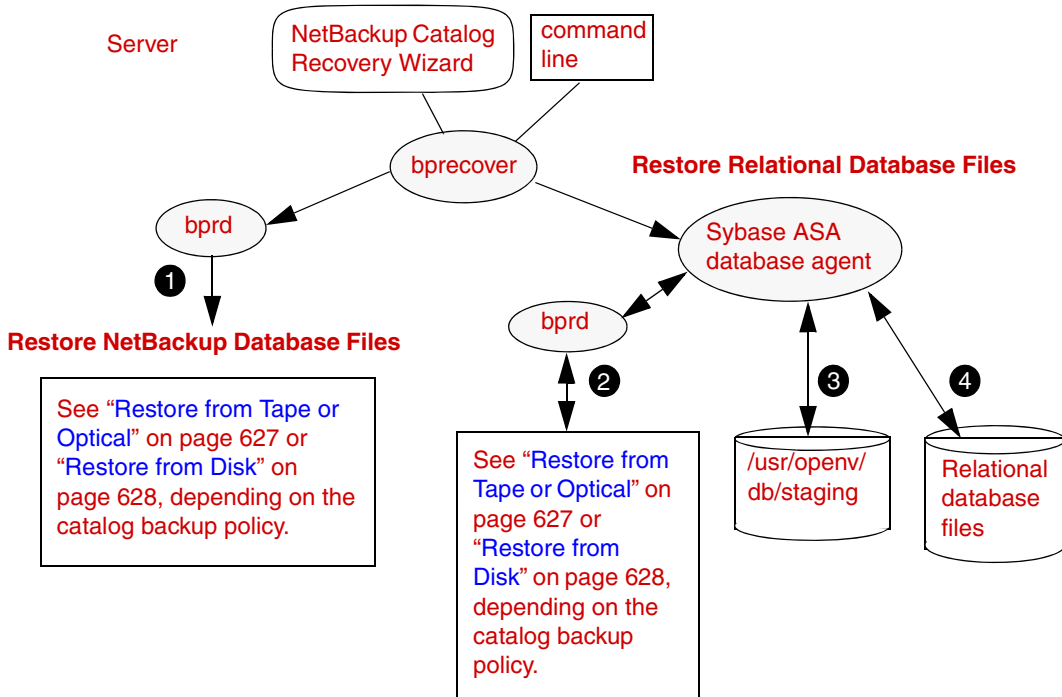 Server
NetBackup Catalog
Recovery Wizard
command
line
bprecover
Restore Relational Database Files
bprd
Sybase ASA
database agent
1
bprd
Restore NetBackup Database Files
2
3
4
See “Restore from Tape or
Optical” on page 627 or
“Restore from Disk” on
page 628, depending on the
catalog backup policy.
See “Restore from
Tape or Optical” on
page 627 or
“Restore from
Disk” on page 628,
depending on the
catalog backup
policy.
/usr/openv/
db/staging
Relational
database
files